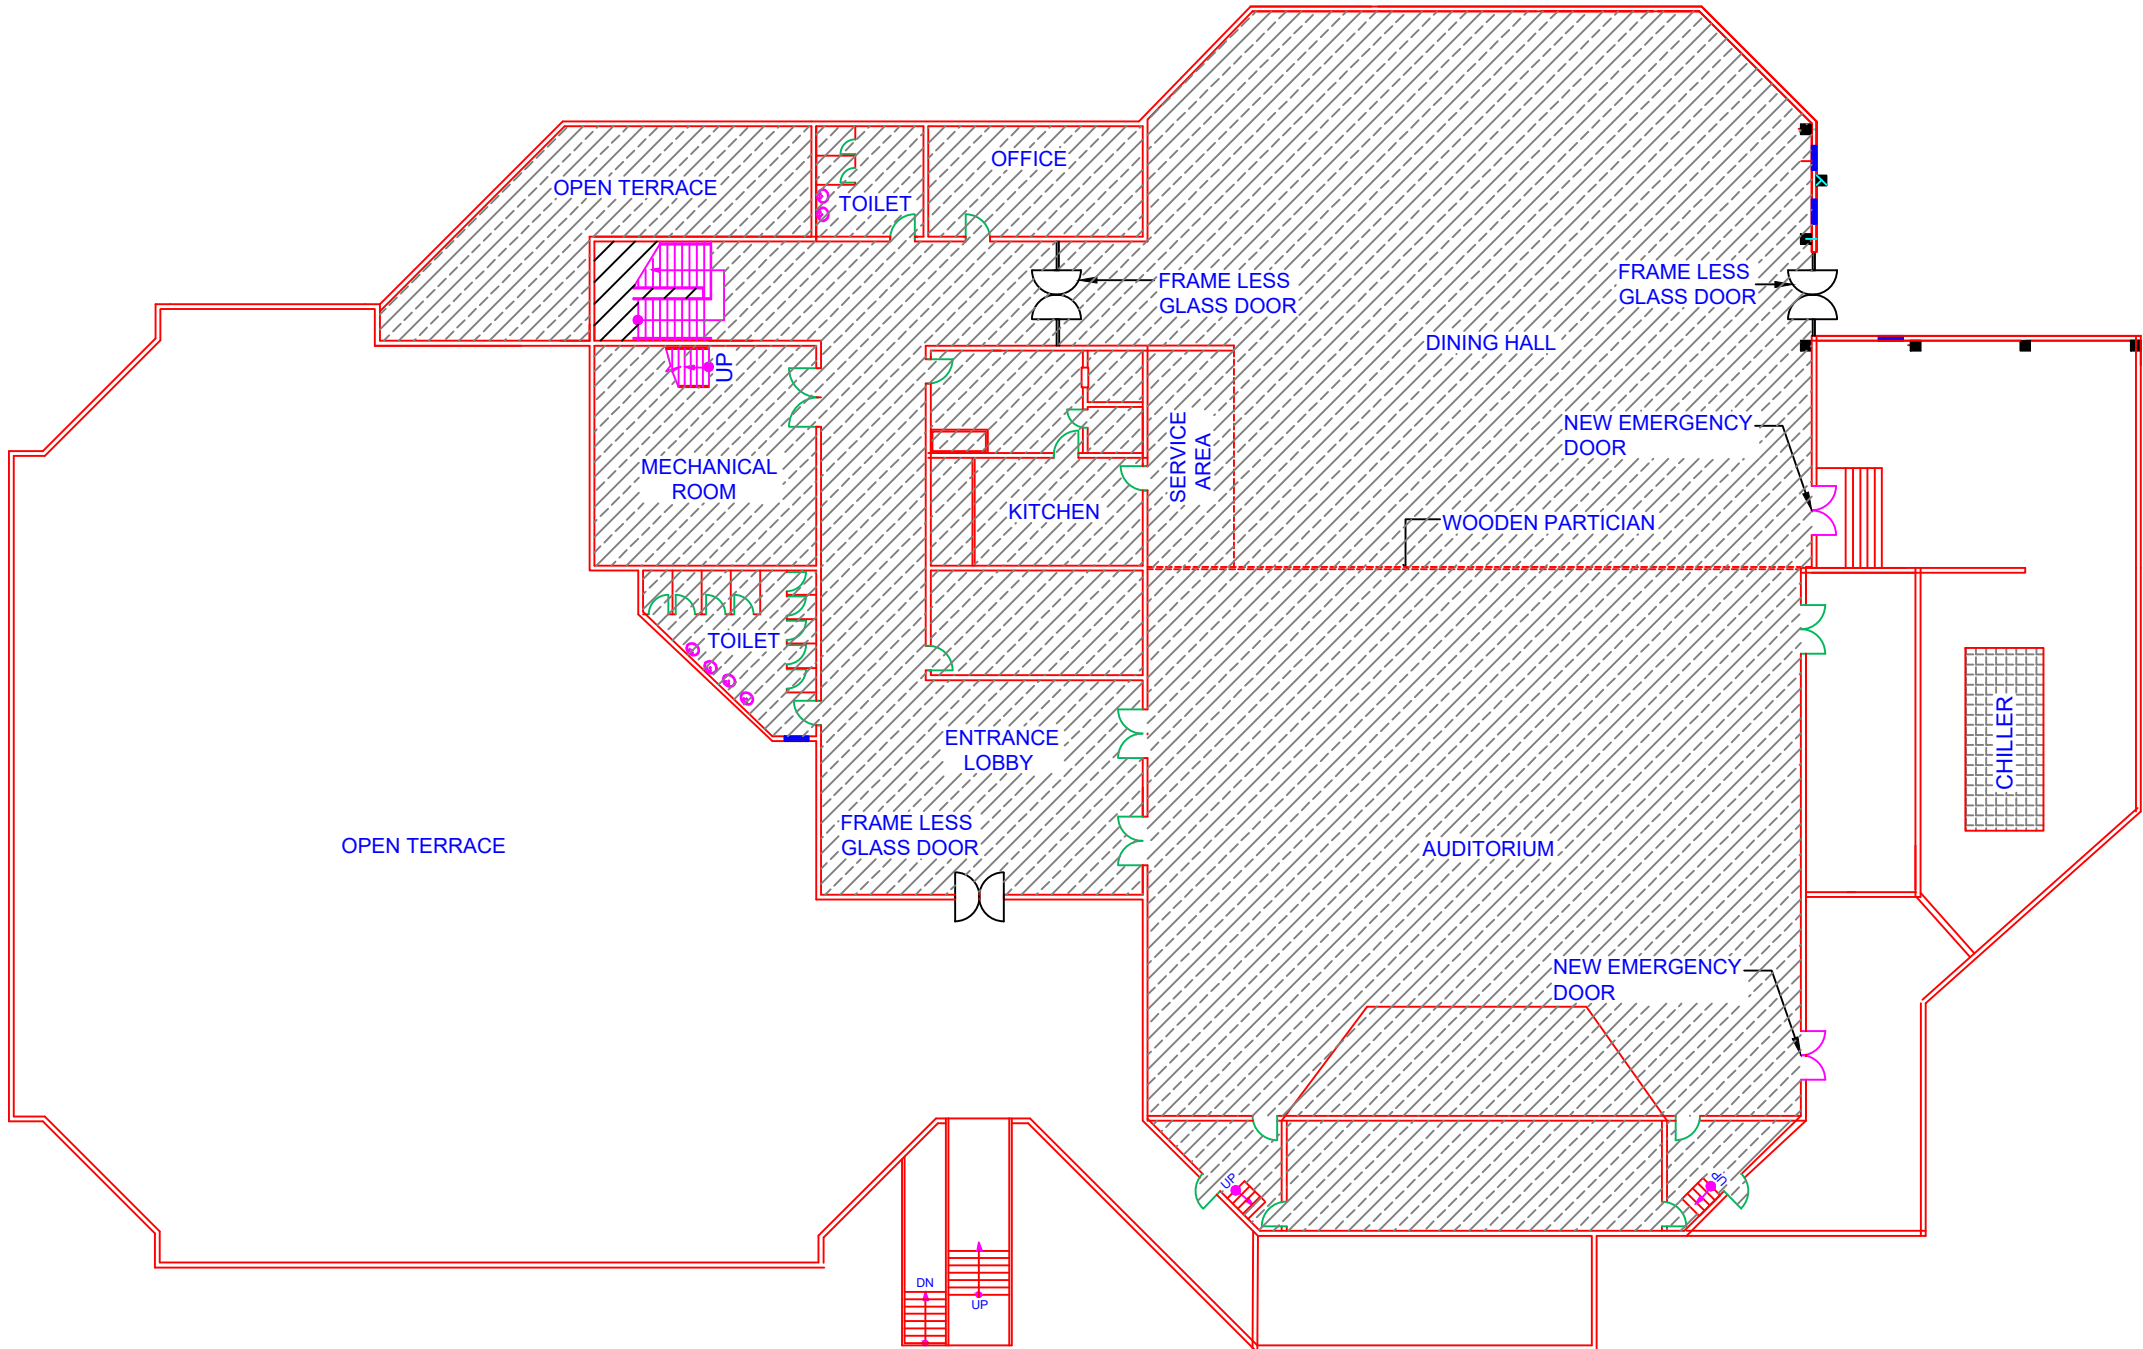 OFFICE
OPEN TERRACE
TOILET
FRAME LESS
GLASS DOOR
FRAME LESS
GLASS DOOR
DINING HALL
UP
NEW EMERGENCY
DOOR
SERVICE
AREA
MECHANICAL
ROOM
KITCHEN
WOODEN PARTICIAN
TOILET
CHILLER
ENTRANCE
LOBBY
FRAME LESS
GLASS DOOR
OPEN TERRACE
AUDITORIUM
NEW EMERGENCY
DOOR
UP
UP
DN
UP